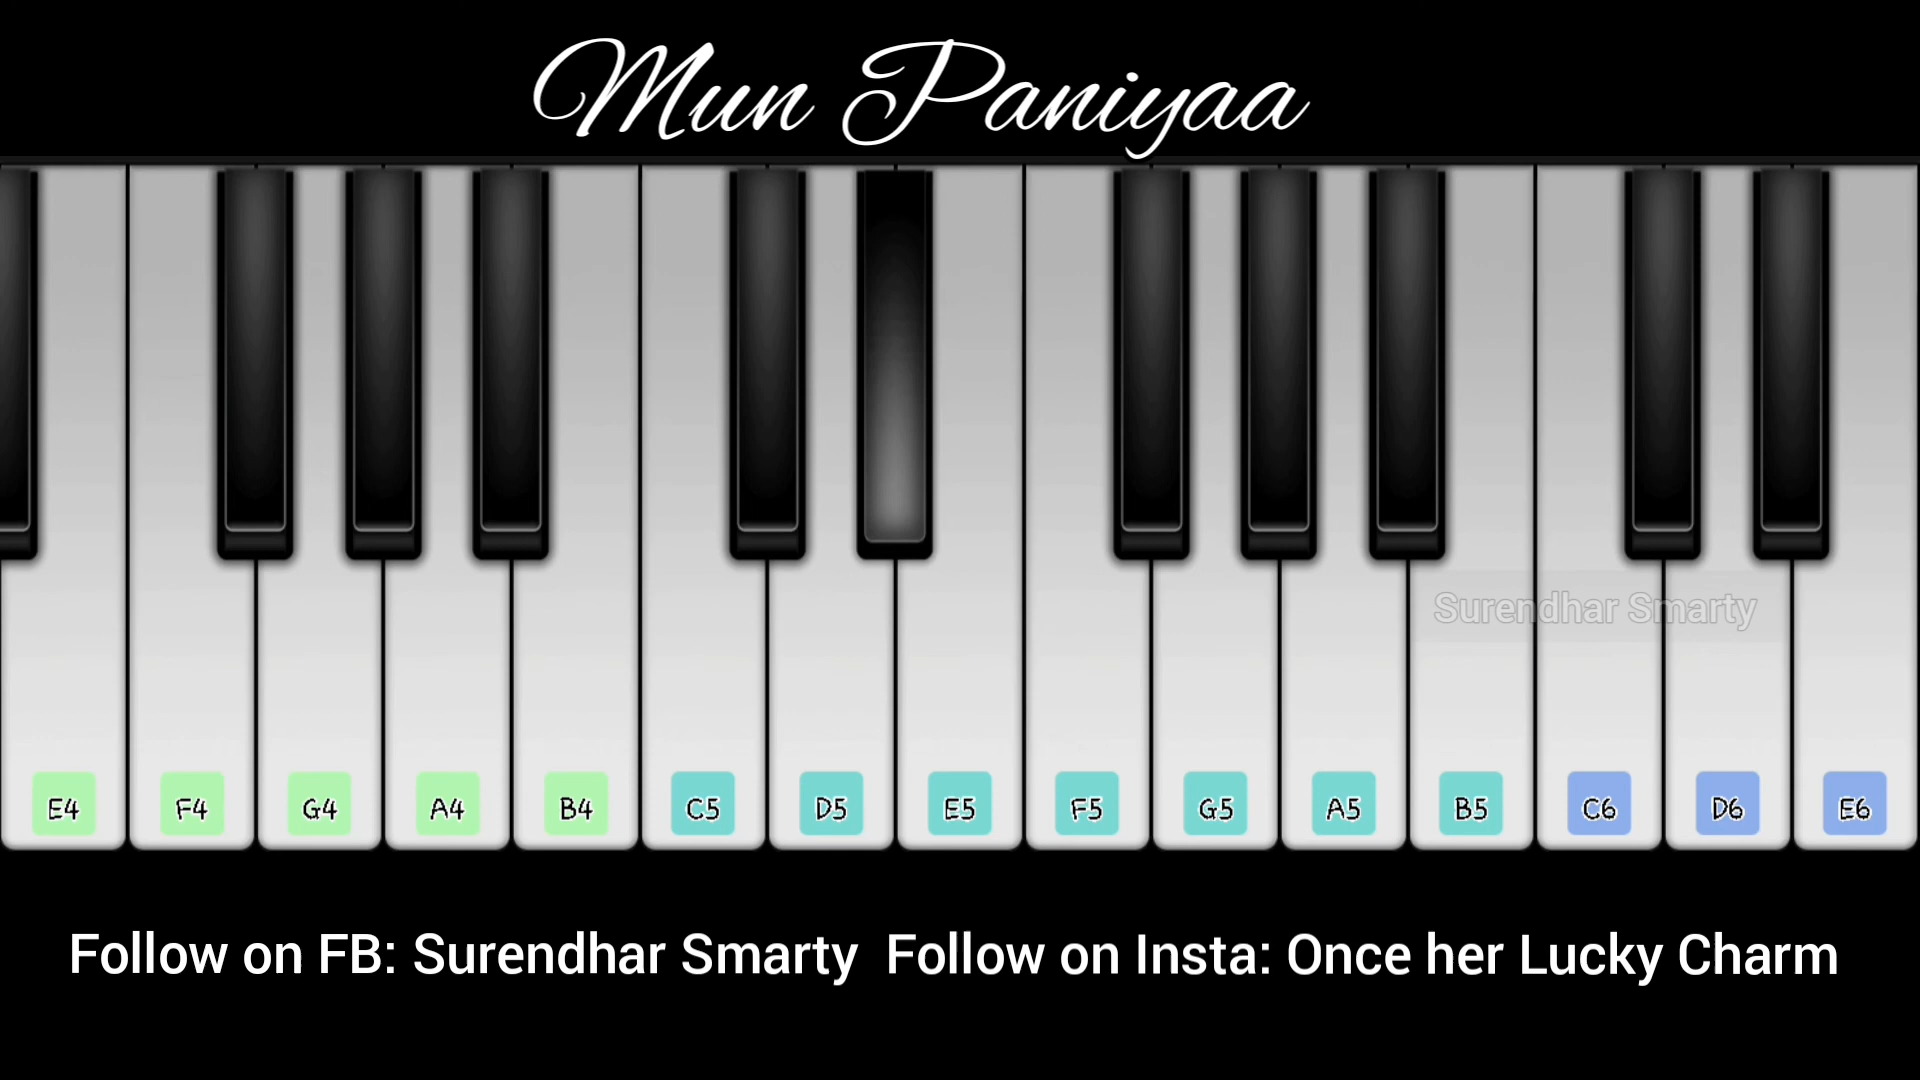 Mun Paniyaa
Surendhar Smarty
E4 F4 G4 A4 B4 C5 D5 E5 F5 G5 A5 B5 C6 D6 E6
Follow on FB: Surendhar Smarty Follow on Insta: Once her Lucky Charm